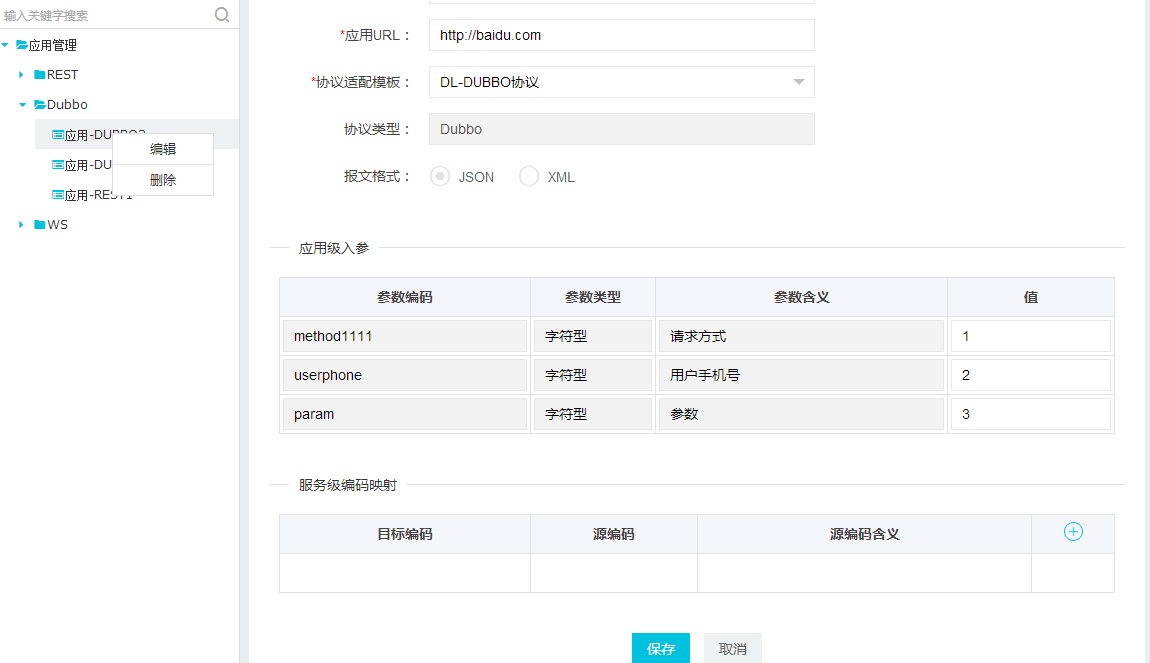 输入关键字搜索
应用管理
REST
Dubbo
应用-DUBBO2
应用-DU
应用-REST1
WS
编辑
删除
*应用URL：
http://baidu.com
*协议适配模板：
DL-DUBBO协议
协议类型：
Dubbo
报文格式：
JSON
XML
应用级入参
参数编码 参数类型 参数含义 值
method1111 字符型 请求方式 1
userphone 字符型 用户手机号 2
param 字符型 参数 3
服务级编码映射
目标编码 源编码 源编码含义
保存 取消